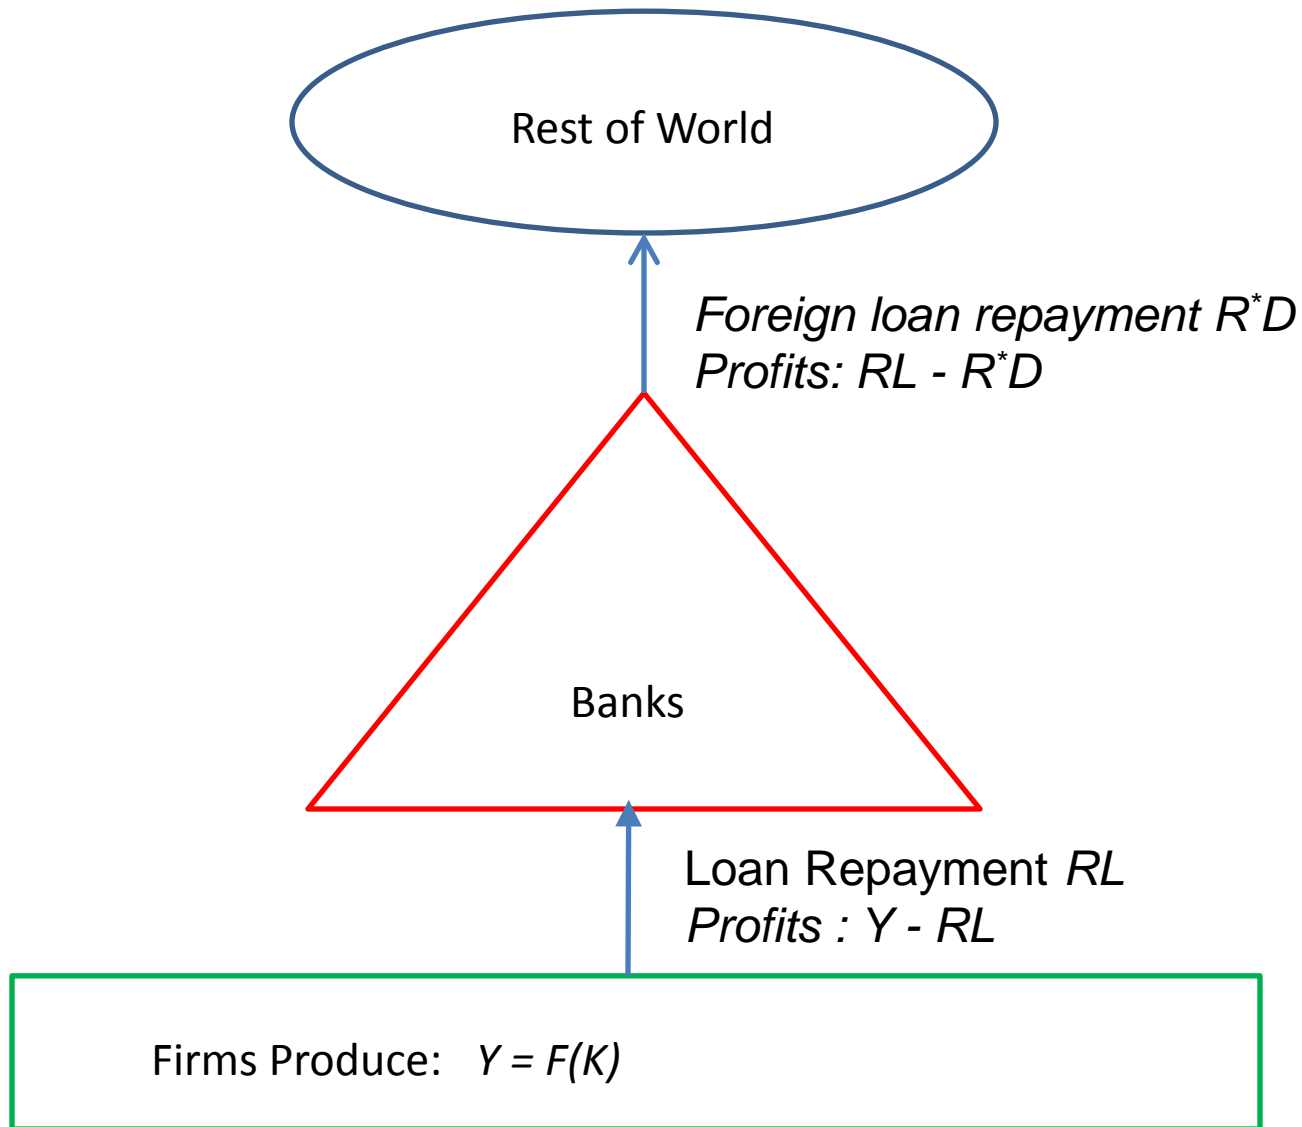 Rest of World
Foreign loan repayment R*D
Profits: RL - R*D
Banks
Loan Repayment RL
Profits : Y - RL
Firms Produce: Y = F(K)